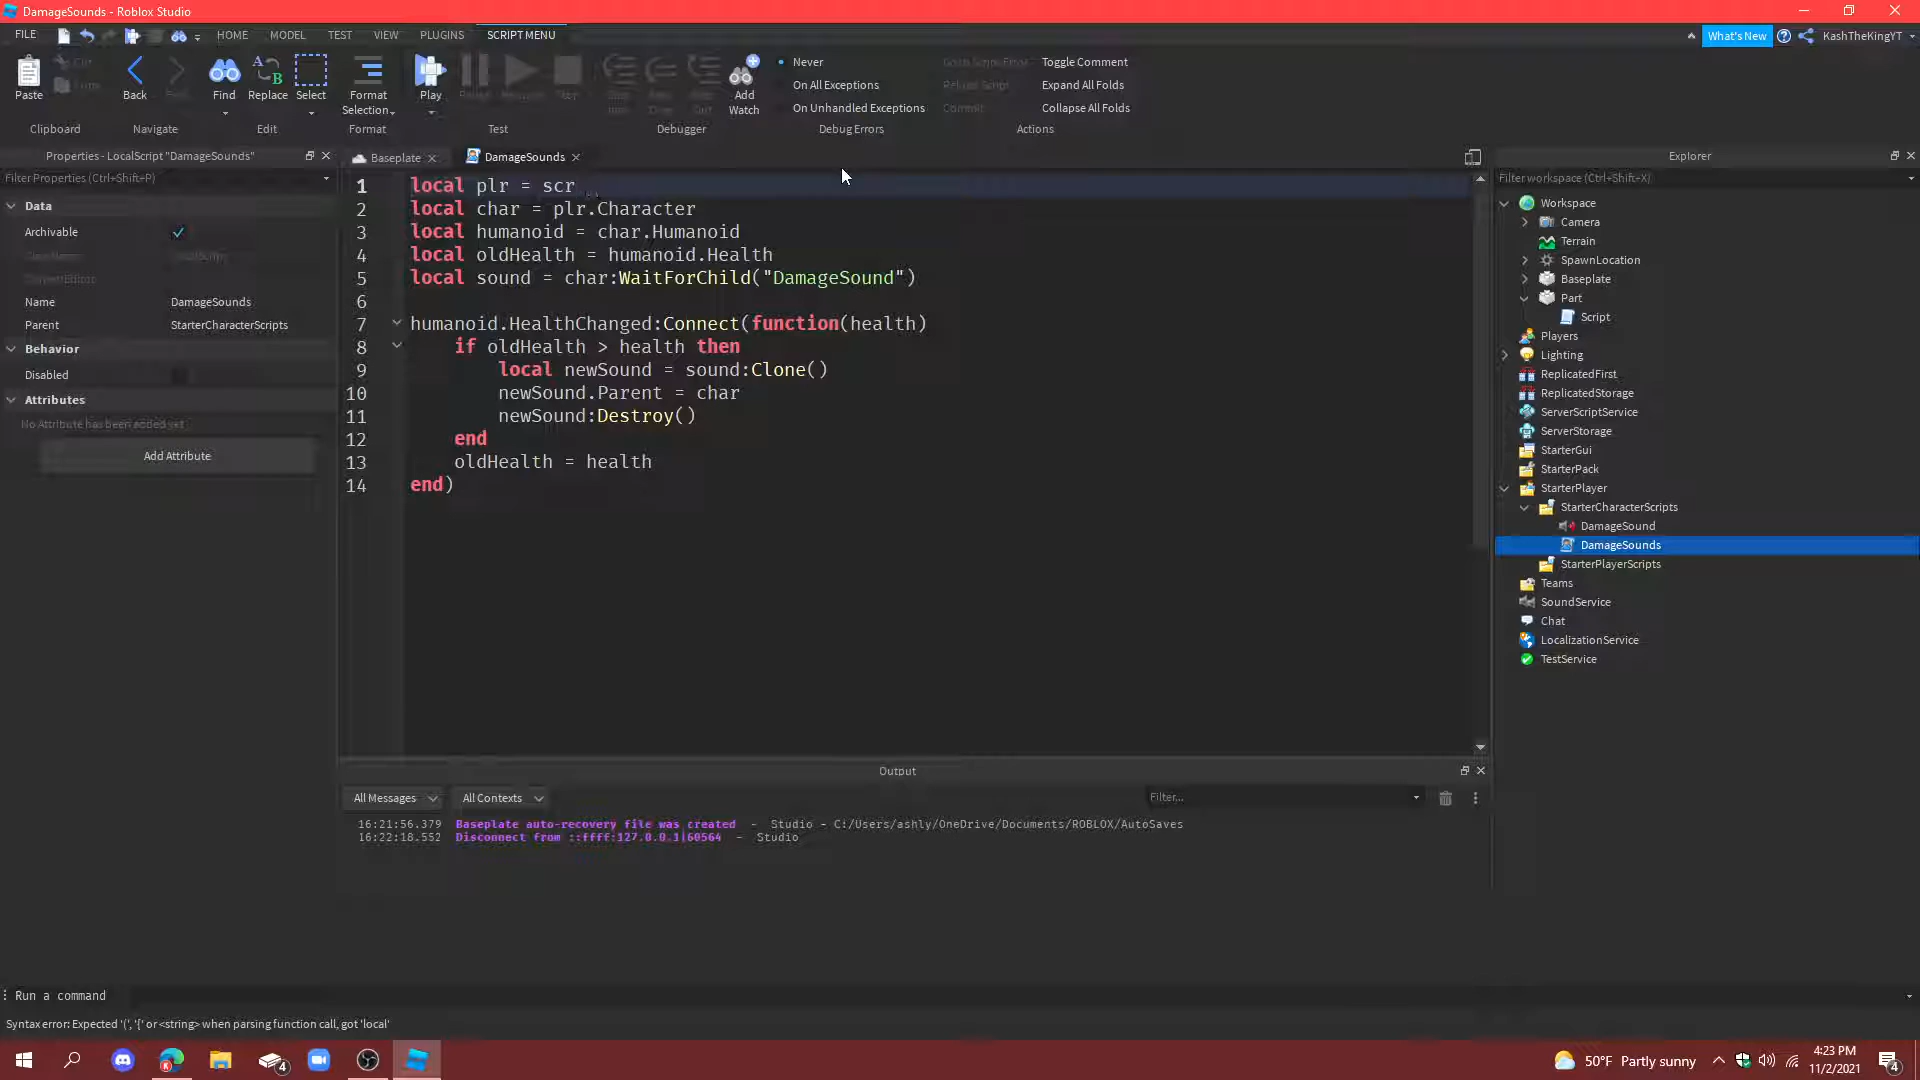 DamageSounds - Roblox Studio
FILE
HOME
MODEL
TEST
VIEW
PLUGINS
SCRIPT MENU
What's New
KashTheKingYT
Paste
Cut
Copy
Clipboard
Back
Navigate
Find
Replace
Select
Edit
Format
Selection
Format
Play
Stop
Test
Add
Watch
Debugger
Never
On All Exceptions
On Unhandled Exceptions
Debug Errors
Reload Script
Commit
Toggle Comment
Expand All Folds
Collapse All Folds
Actions
Properties - LocalScript "DamageSounds"
Filter Properties (Ctrl+Shift+P)
Data
Archivable
Name DamageSounds
Parent StarterCharacterScripts
Behavior
Disabled
Attributes
No Attribute has been added yet
Add Attribute
Baseplate
DamageSounds
1 local plr = scr
2 local char = plr.Character
3 local humanoid = char.Humanoid
4 local oldHealth = humanoid.Health
5 local sound = char:WaitForChild("DamageSound")
6
7 humanoid.HealthChanged:Connect(function(health)
8 if oldHealth > health then
9 local newSound = sound:Clone()
10 newSound.Parent = char
11 newSound:Destroy()
12 end
13 oldHealth = health
14 end)
Explorer
Filter workspace (Ctrl+Shift+X)
Workspace
Camera
Terrain
SpawnLocation
Baseplate
Part
Script
Players
Lighting
ReplicatedFirst
ReplicatedStorage
ServerScriptService
ServerStorage
StarterGui
StarterPack
StarterPlayer
StarterCharacterScripts
DamageSound
DamageSounds
StarterPlayerScripts
Teams
SoundService
Chat
LocalizationService
TestService
Output
All Messages
All Contexts
Filter...
16:21:56.379 Baseplate auto-recovery file was created - Studio - C:/Users/ashly/OneDrive/Documents/ROBLOX/AutoSaves
16:22:18.552 Disconnect from ::ffff:127.0.0.1|60564 - Studio
Run a command
Syntax error: Expected '(', '{' or <string> when parsing function call, got 'local'
4
50°F Partly sunny
4:23 PM
11/2/2021
4